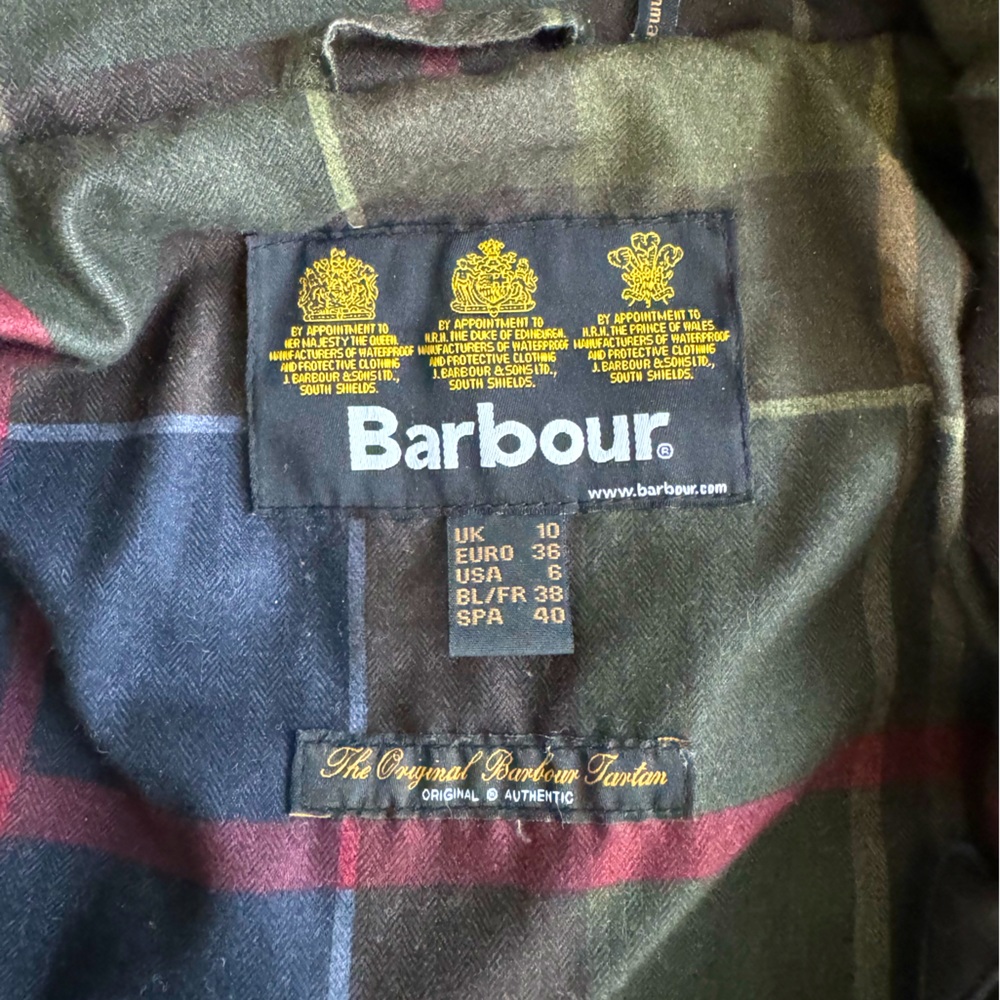 mma
BY APPOINTMENT TO
HER MAJESTY THE QUEEN
MANUFACTURERS OF WATERPROOF
AND PROTECTIVE CLOTHING
J. BARBOUR & SONS LTD.,
SOUTH SHIELDS.
BY APPOINTMENT TO
H.R.H. THE DUKE OF EDINBURGH.
MANUFACTURERS OF WATERPROOF
AND PROTECTIVE CLOTHING
J. BARBOUR & SONS LTD.,
SOUTH SHIELDS.
BY APPOINTMENT TO
H.R.H. THE PRINCE OF WALES
MANUFACTURERS OF WATERPROOF
AND PROTECTIVE CLOTHING
J. BARBOUR & SONS LTD.,
SOUTH SHIELDS.
Barbour®
www.barbour.com
UK 10
EURO 36
USA 6
BL/FR 38
SPA 40
The Original Barbour Tartan
ORIGINAL ® AUTHENTIC